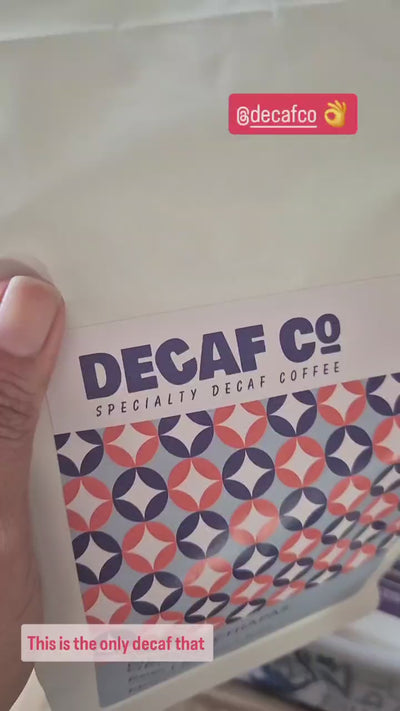 @decafco 👌
DECAF Co
SPECIALTY DECAF COFFEE
This is the only decaf that